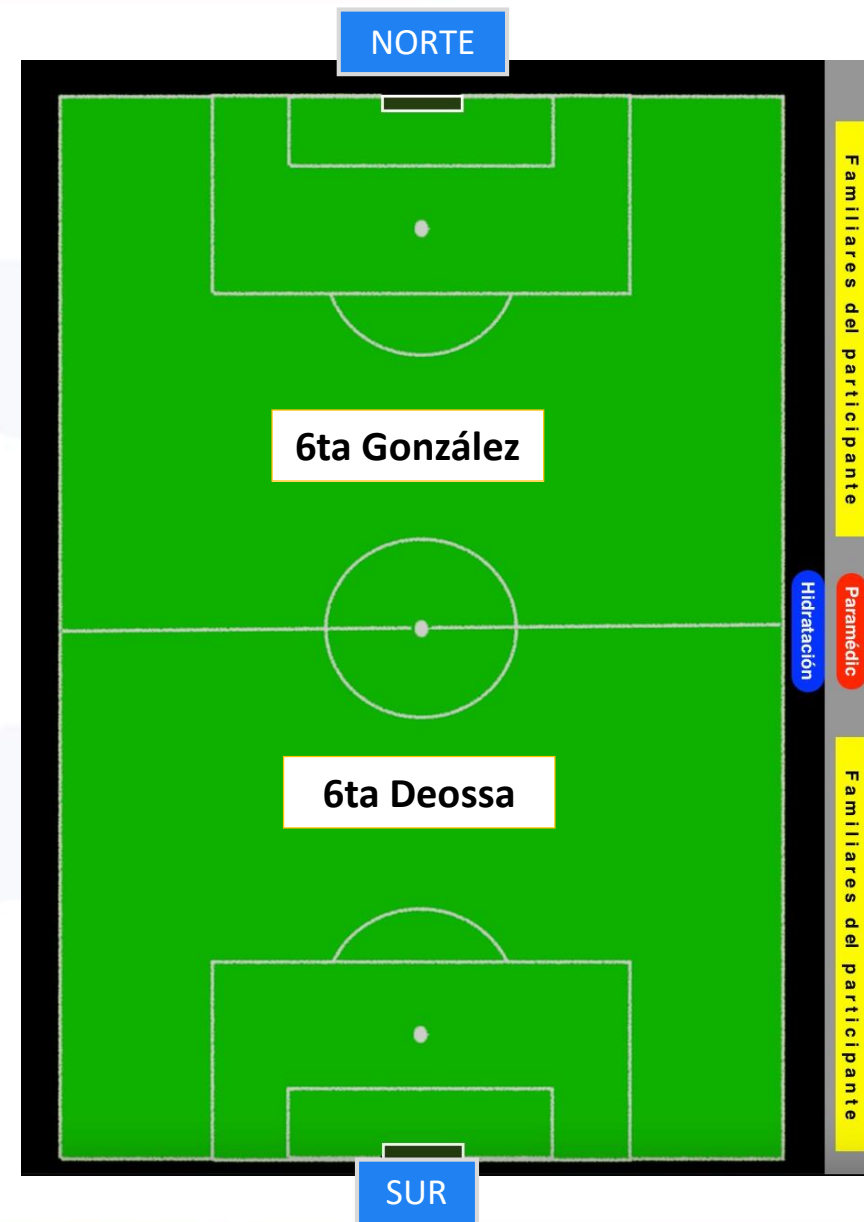 NORTE
Familiares del participante
6ta González
Hidratación
Paramédic
6ta Deossa
Familiares del participante
SUR